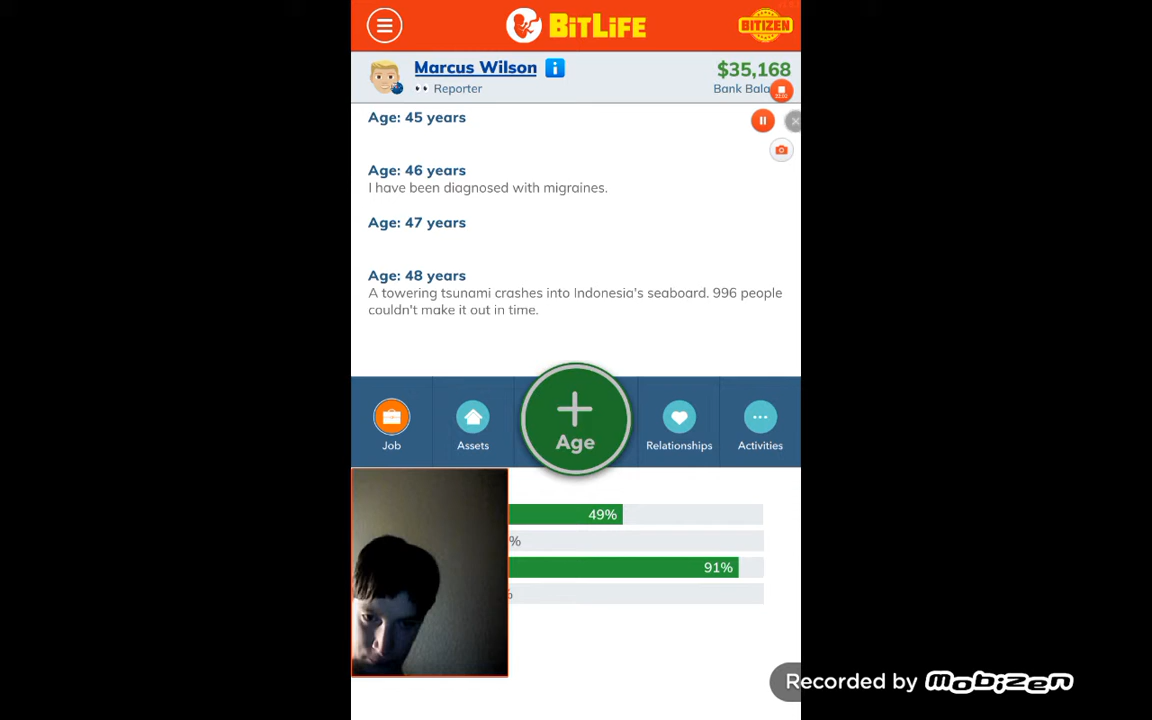 BitLife
BITIZEN
Marcus Wilson
$35,168
Reporter
Bank Bala
Age: 45 years
Age: 46 years
I have been diagnosed with migraines.
Age: 47 years
Age: 48 years
A towering tsunami crashes into Indonesia's seaboard. 996 people
couldn't make it out in time.
+
Age
Job
Assets
Relationships
Activities
49%
%
91%
Recorded by mobizen